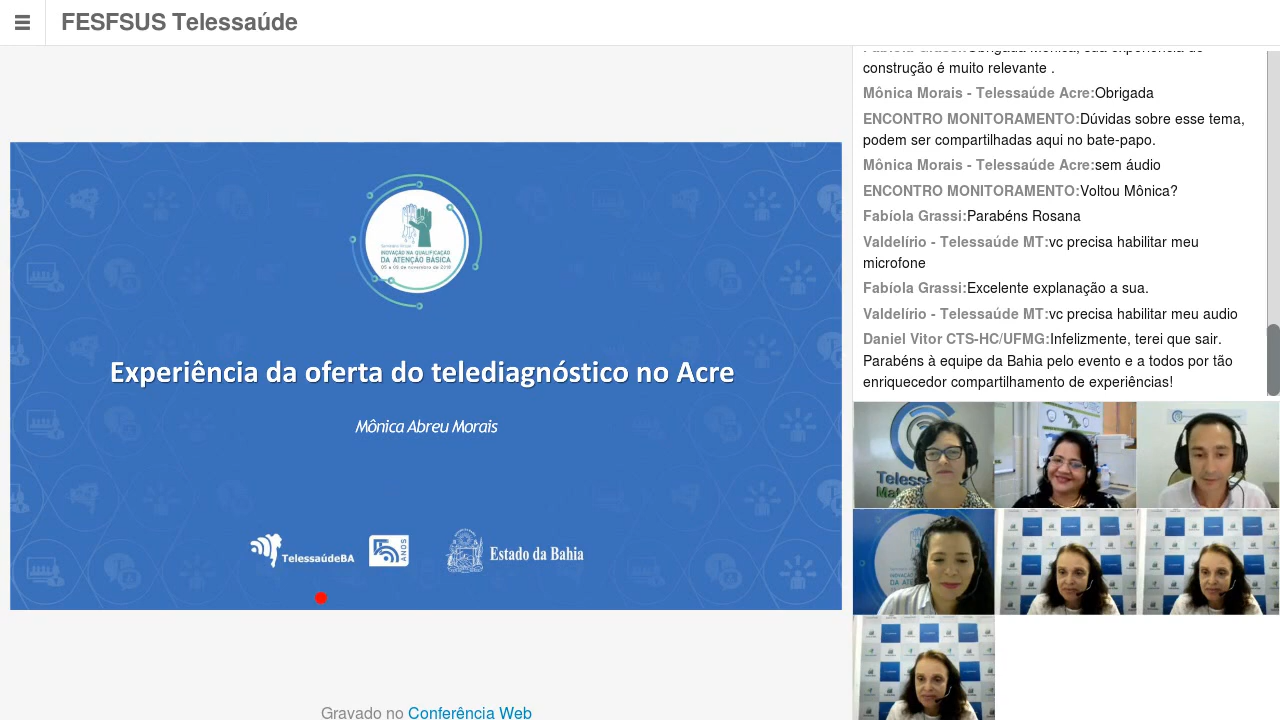 FESFSUS Telessaúde
construção é muito relevante .
Mônica Morais - Telessaúde Acre:Obrigada
ENCONTRO MONITORAMENTO:Dúvidas sobre esse tema,
podem ser compartilhadas aqui no bate-papo.
Mônica Morais - Telessaúde Acre:sem áudio
ENCONTRO MONITORAMENTO:Voltou Mônica?
Fabíola Grassi:Parabéns Rosana
Valdelírio - Telessaúde MT:vc precisa habilitar meu
microfone
Fabíola Grassi:Excelente explanação a sua.
Valdelírio - Telessaúde MT:vc precisa habilitar meu audio
Daniel Vitor CTS-HC/UFMG:Infelizmente, terei que sair.
Parabéns à equipe da Bahia pelo evento e a todos por tão
enriquecedor compartilhamento de experiências!
INOVAÇÃO NA QUALIFICAÇÃO
DA ATENÇÃO BÁSICA
Experiência da oferta do telediagnóstico no Acre
Mônica Abreu Morais
TelessaúdeBA
ANOS
Estado da Bahia
Gravado no Conferência Web